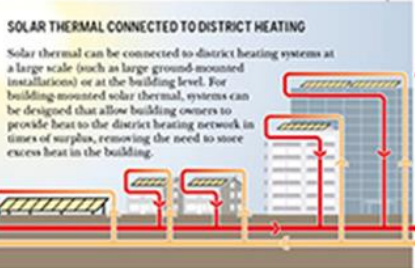 SOLAR THERMAL CONNECTED TO DISTRICT HEATING
Solar thermal can be connected to district heating systems at
a large scale (such as large ground-mounted
installations) or at the building level. For
building-mounted solar thermal, systems can
be designed that allow building owners to
provide heat to the district heating network in
times of surplus, removing the need to store
excess heat in the building.